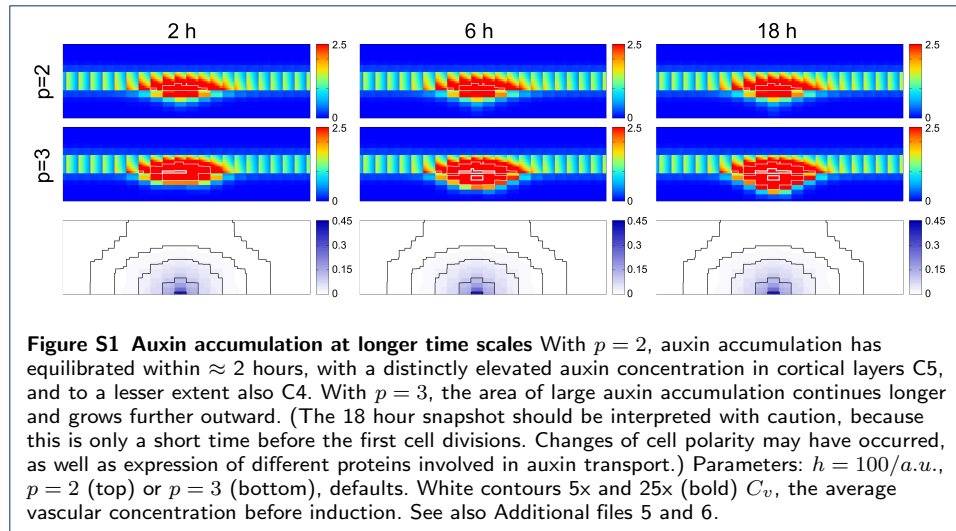 2 h 6 h 18 h
p=2
2.5 2.5 2.5
0 0 0
p=3
2.5 2.5 2.5
0 0 0
0.45 0.45 0.45
0.3 0.3 0.3
0.15 0.15 0.15
0 0 0
Figure S1 Auxin accumulation at longer time scales With p = 2, auxin accumulation has
equilibrated within ≈ 2 hours, with a distinctly elevated auxin concentration in cortical layers C5,
and to a lesser extent also C4. With p = 3, the area of large auxin accumulation continues longer
and grows further outward. (The 18 hour snapshot should be interpreted with caution, because
this is only a short time before the first cell divisions. Changes of cell polarity may have occurred,
as well as expression of different proteins involved in auxin transport.) Parameters: h = 100/a.u.,
p = 2 (top) or p = 3 (bottom), defaults. White contours 5x and 25x (bold) Cv, the average
vascular concentration before induction. See also Additional files 5 and 6.